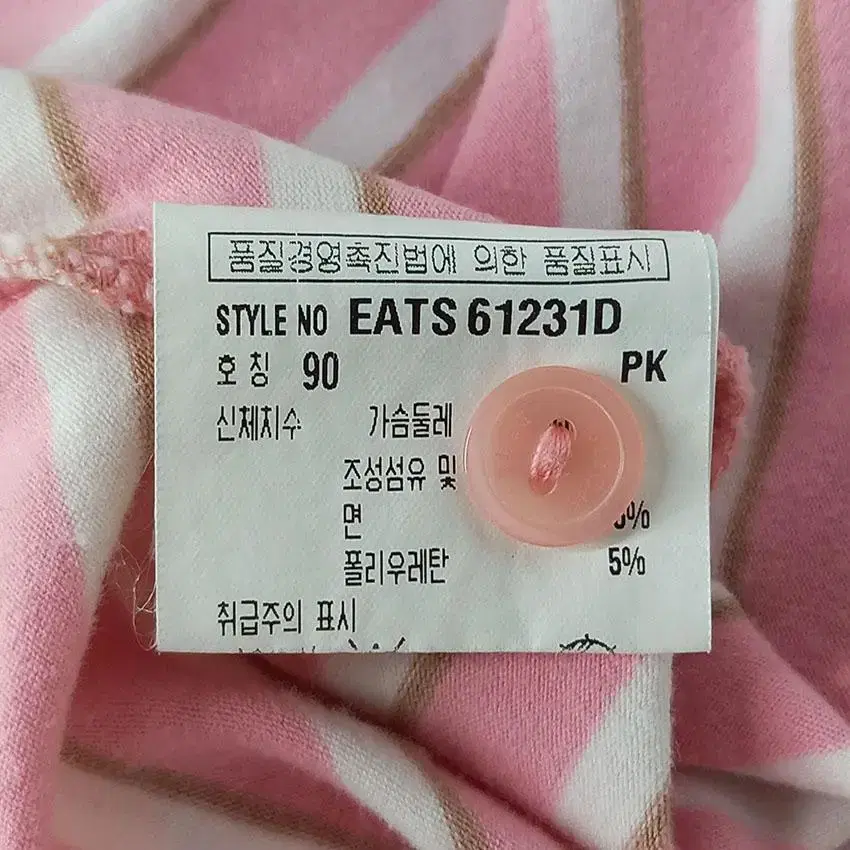 품질경영촉진법에 의한 품질표시
STYLE NO EATS 61231D
호칭 90 PK
신체치수 가슴둘레
조성섬유 및
면
폴리우레탄 5%
취급주의 표시